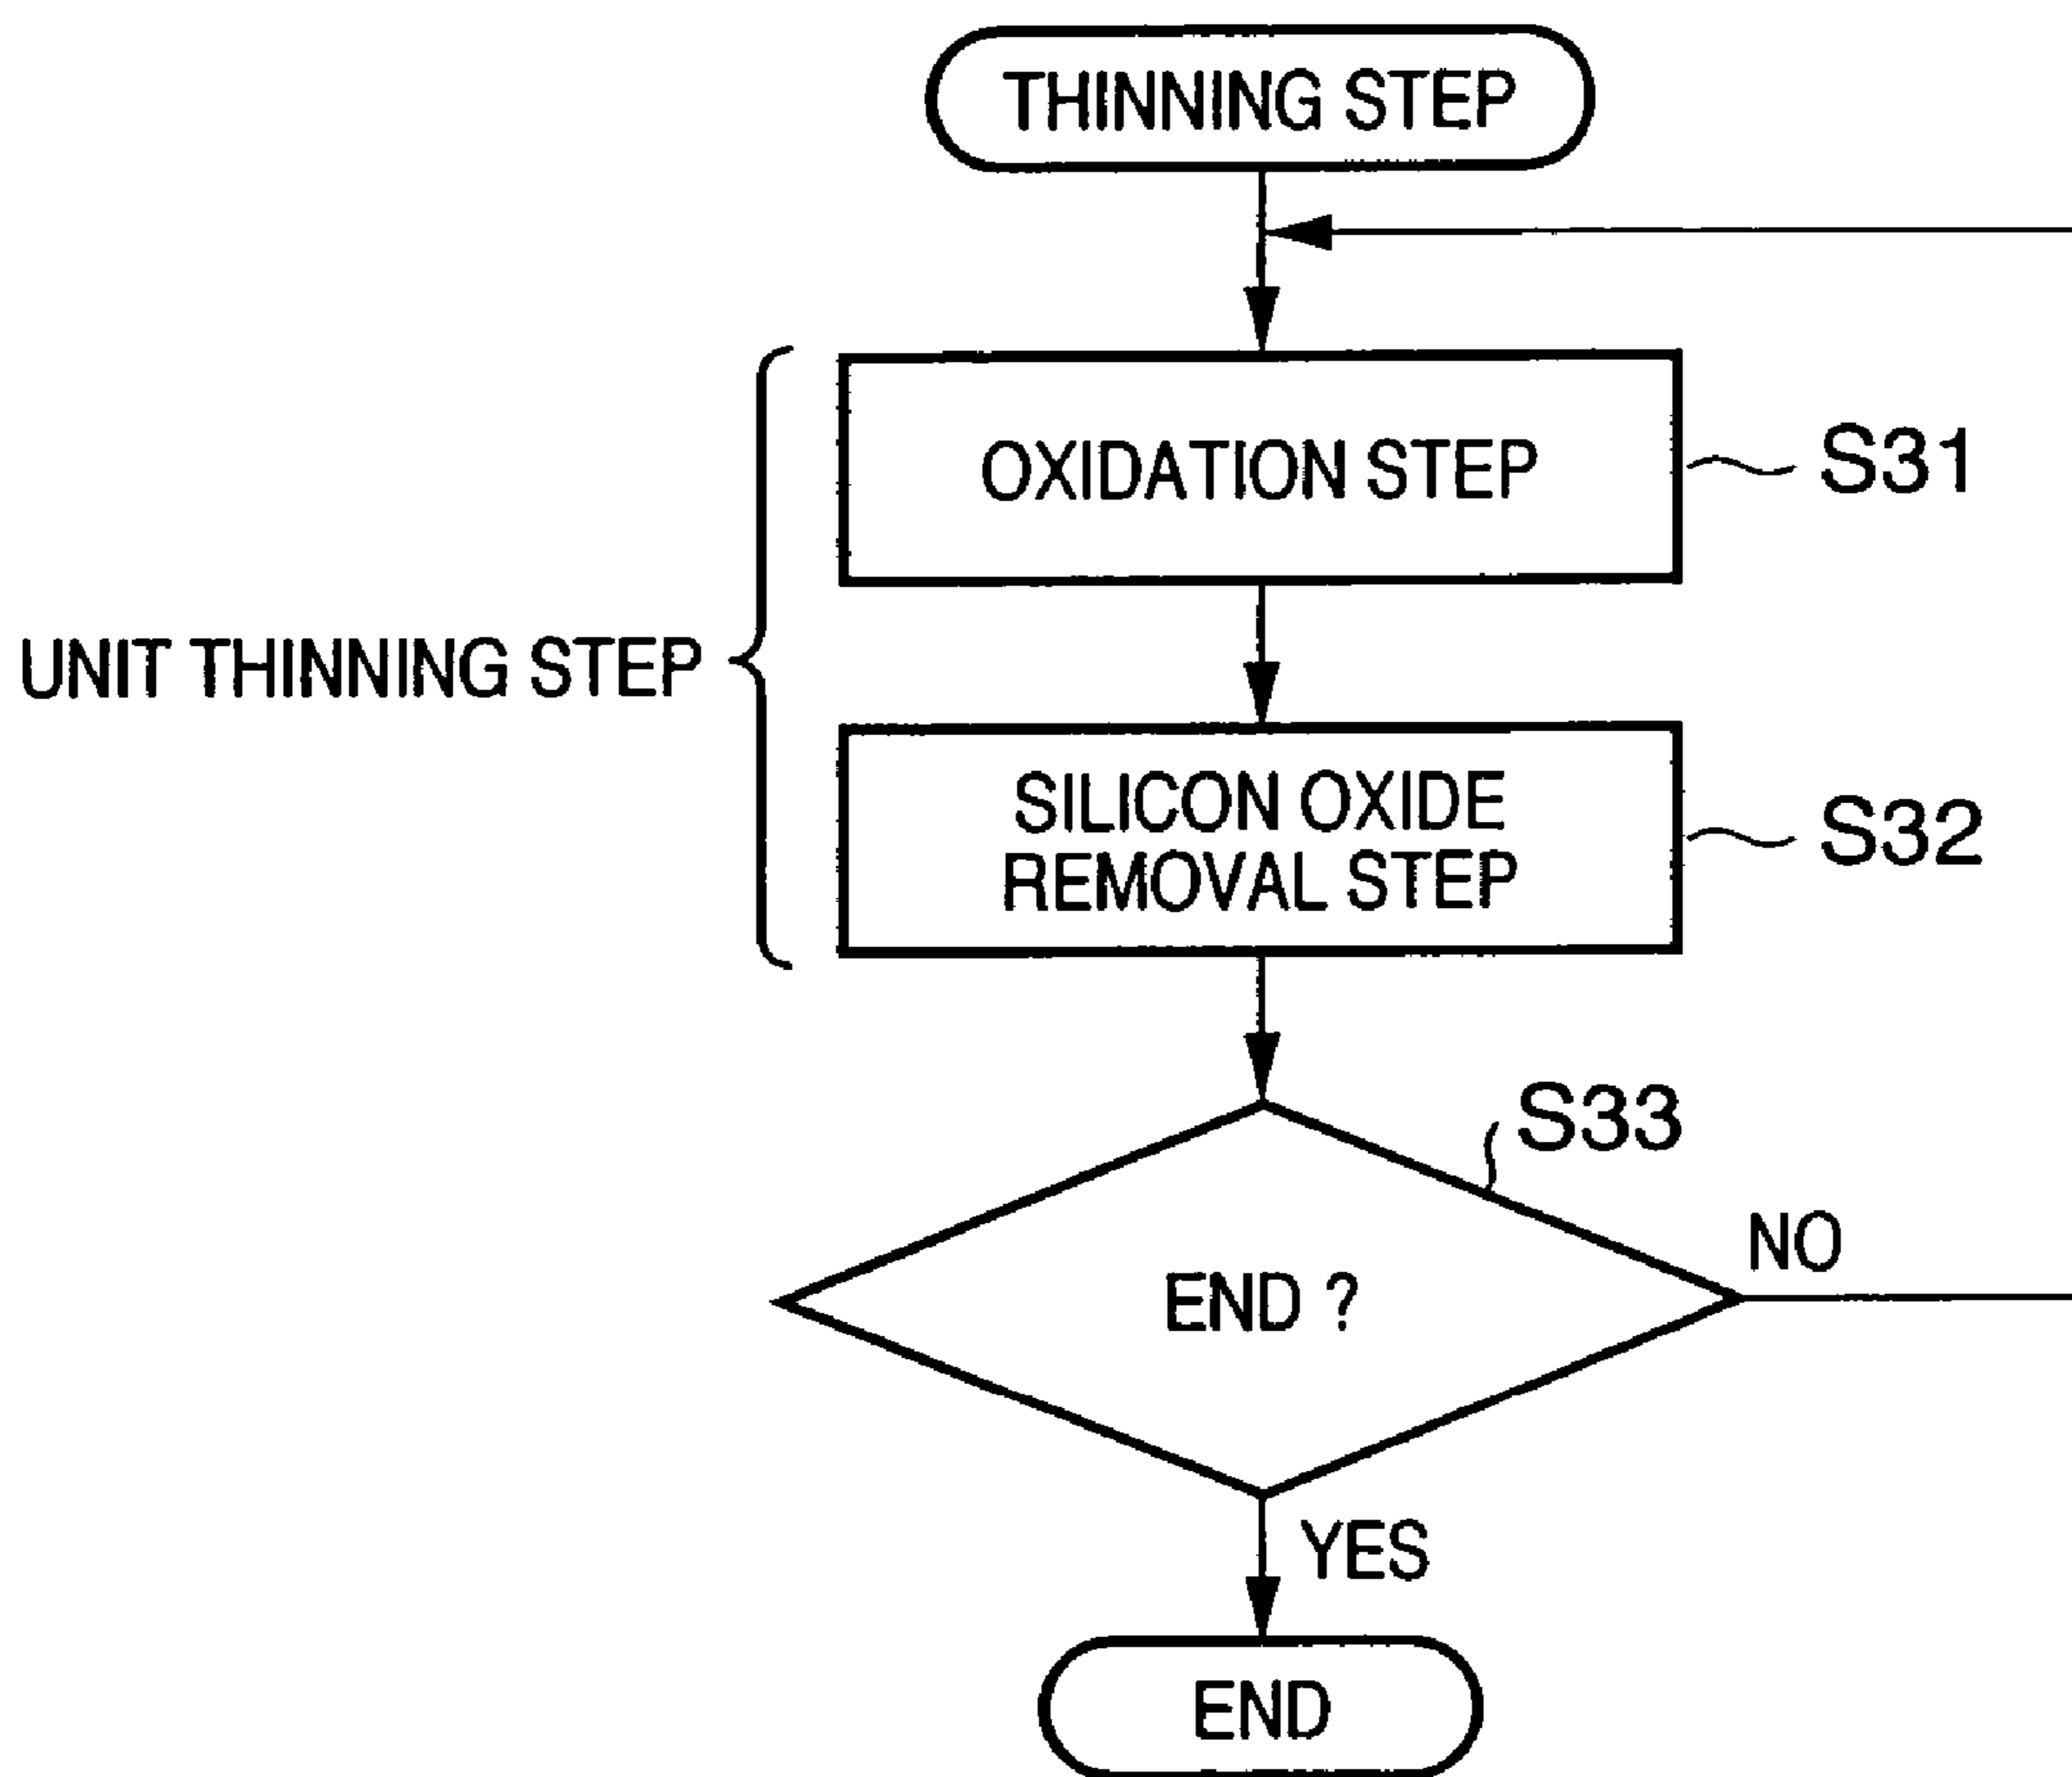 THINNING STEP
OXIDATION STEP
S31
UNIT THINNING STEP
SILICON OXIDE
REMOVAL STEP
S32
S33
END ?
NO
YES
END